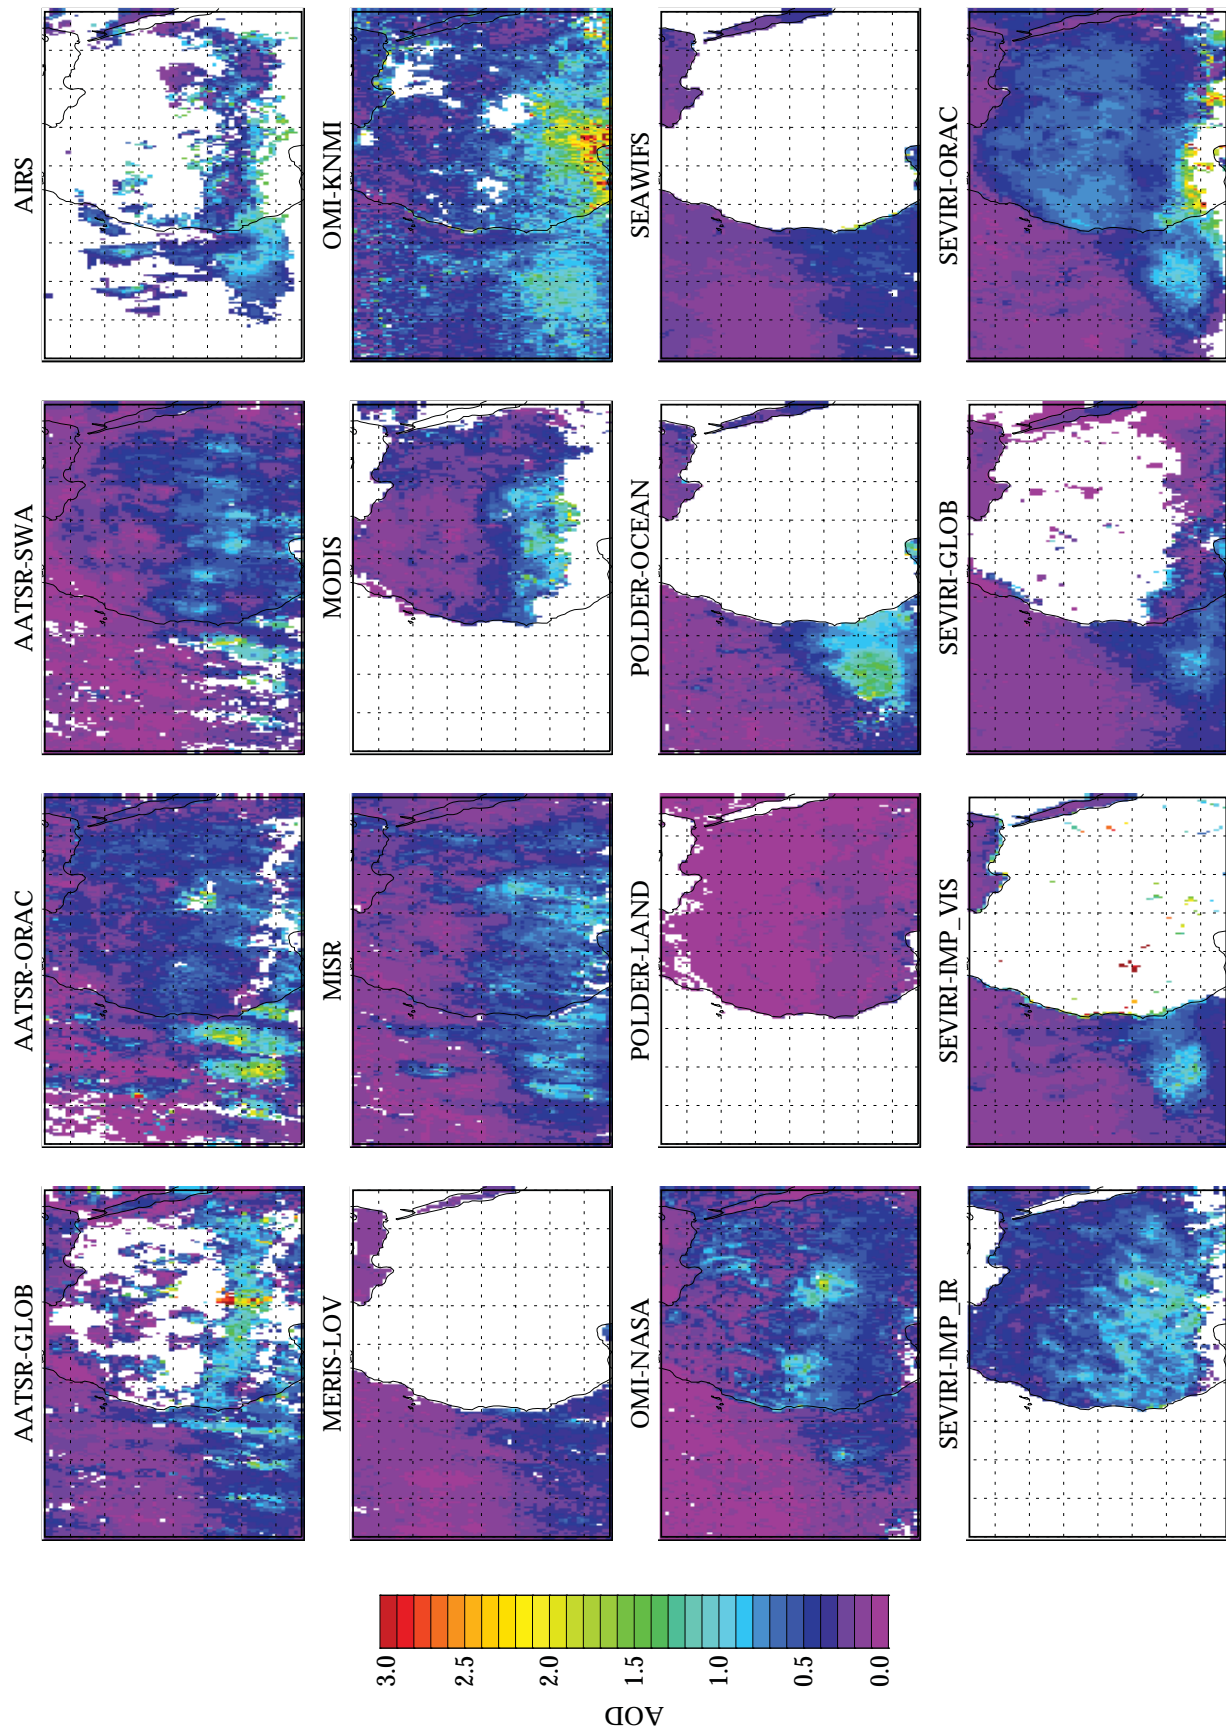 AATSR-GLOB
AATSR-ORAC
AATSR-SWA
AIRS
MERIS-LOV
MISR
MODIS
OMI-KNMI
OMI-NASA
POLDER-LAND
POLDER-OCEAN
SEAWIFS
SEVIRI-IMP_IR
SEVIRI-IMP_VIS
SEVIRI-GLOB
SEVIRI-ORAC
0.0 0.5 1.0 1.5 2.0 2.5 3.0
AOD